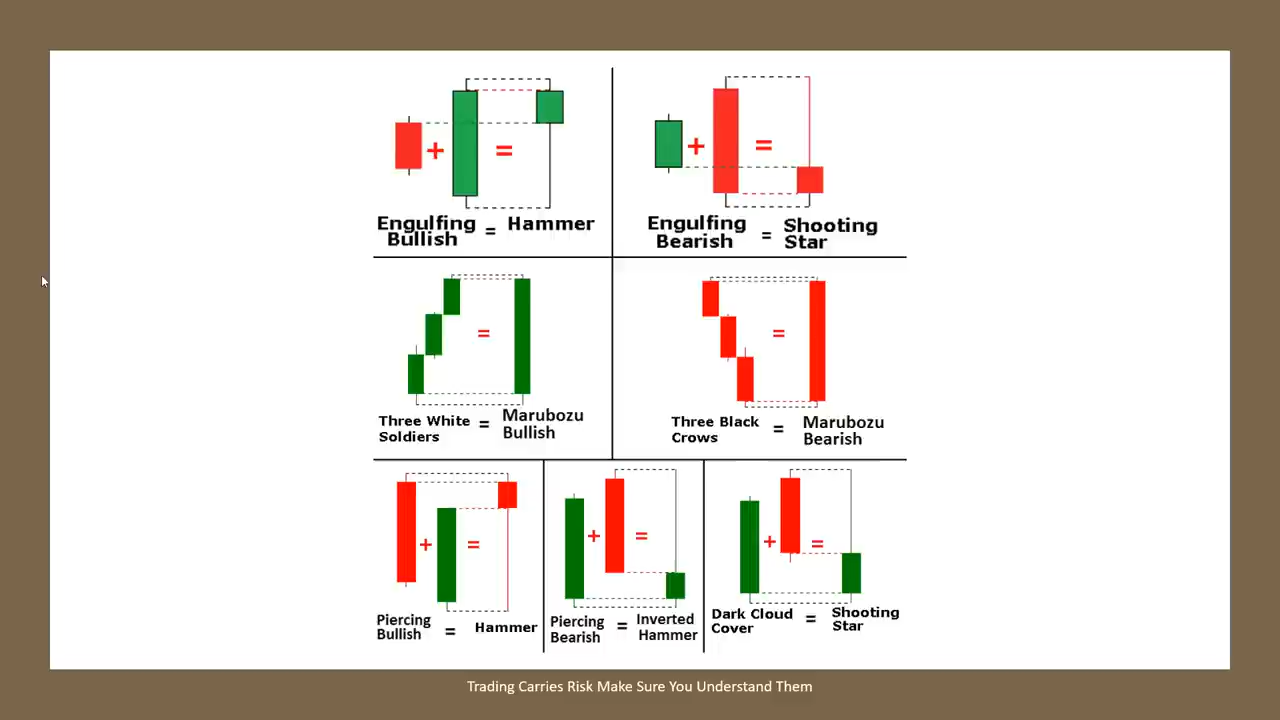 + = + =
Engulfing Bullish = Hammer
Engulfing Bearish = Shooting Star
= =
Three White Soldiers = Marubozu Bullish
Three Black Crows = Marubozu Bearish
+ = + = + =
Piercing Bullish = Hammer
Piercing Bearish = Inverted Hammer
Dark Cloud Cover = Shooting Star
Trading Carries Risk Make Sure You Understand Them